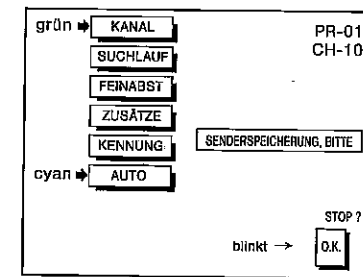 grün KANAL
PR-01
CH-10
SUCHLAUF
FEINABST
ZUSÄTZE
KENNUNG
SENDERSPEICHERUNG, BITTE
cyan AUTO
STOP ?
blinkt → O.K.